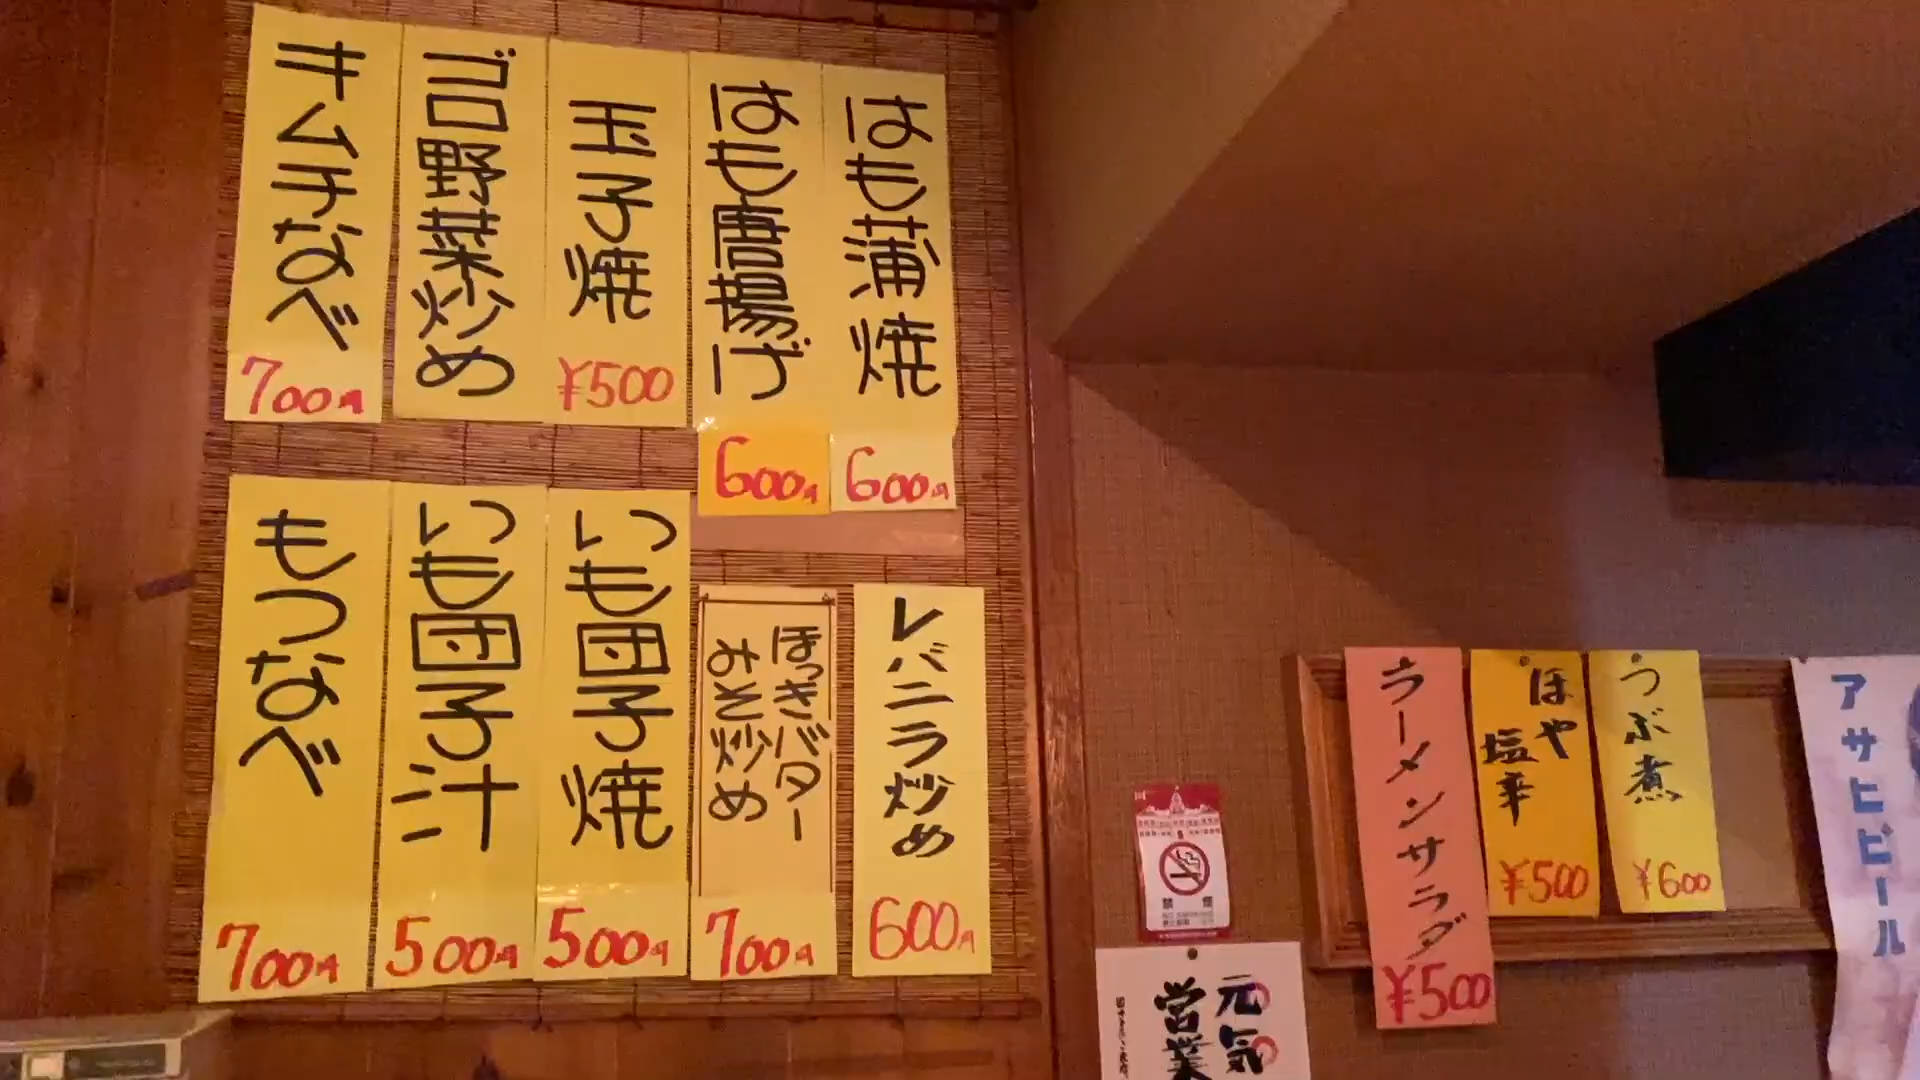 キムチなべ
700円
ゴロ野菜炒め
玉子焼
¥500
はも唐揚げ
600円
はも蒲焼
600円
もつなべ
700円
いも団子汁
500円
いも団子焼
500円
ほっきバター
みそ炒め
700円
レバニラ炒め
600円
ラーメンサラダ
¥500
ほや
塩辛
¥500
つぶ煮
¥600
アサヒビール
禁煙
元気
営業